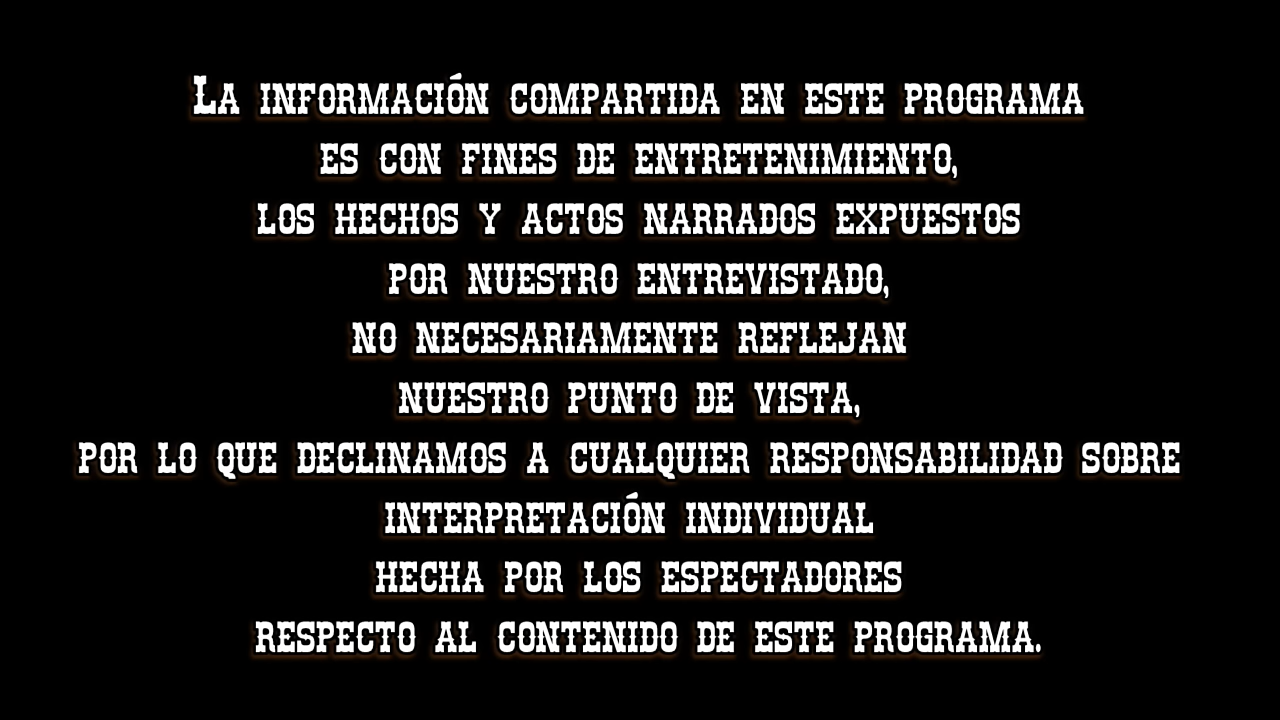 La información compartida en este programa
es con fines de entretenimiento,
los hechos y actos narrados expuestos
por nuestro entrevistado,
no necesariamente reflejan
nuestro punto de vista,
por lo que declinamos a cualquier responsabilidad sobre
interpretación individual
hecha por los espectadores
respecto al contenido de este programa.